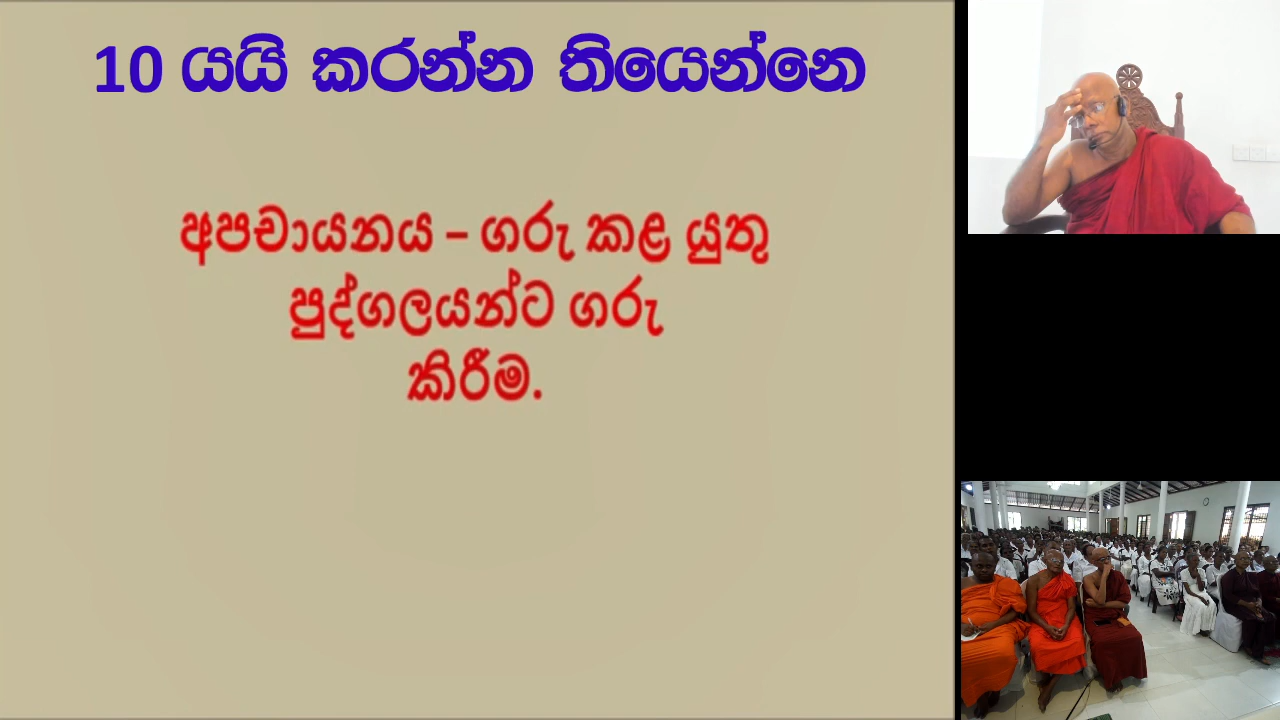 10 යයි කරන්න තියෙන්නෙ
අපචායනය – ගරු කළ යුතු
පුද්ගලයන්ට ගරු
කිරීම.